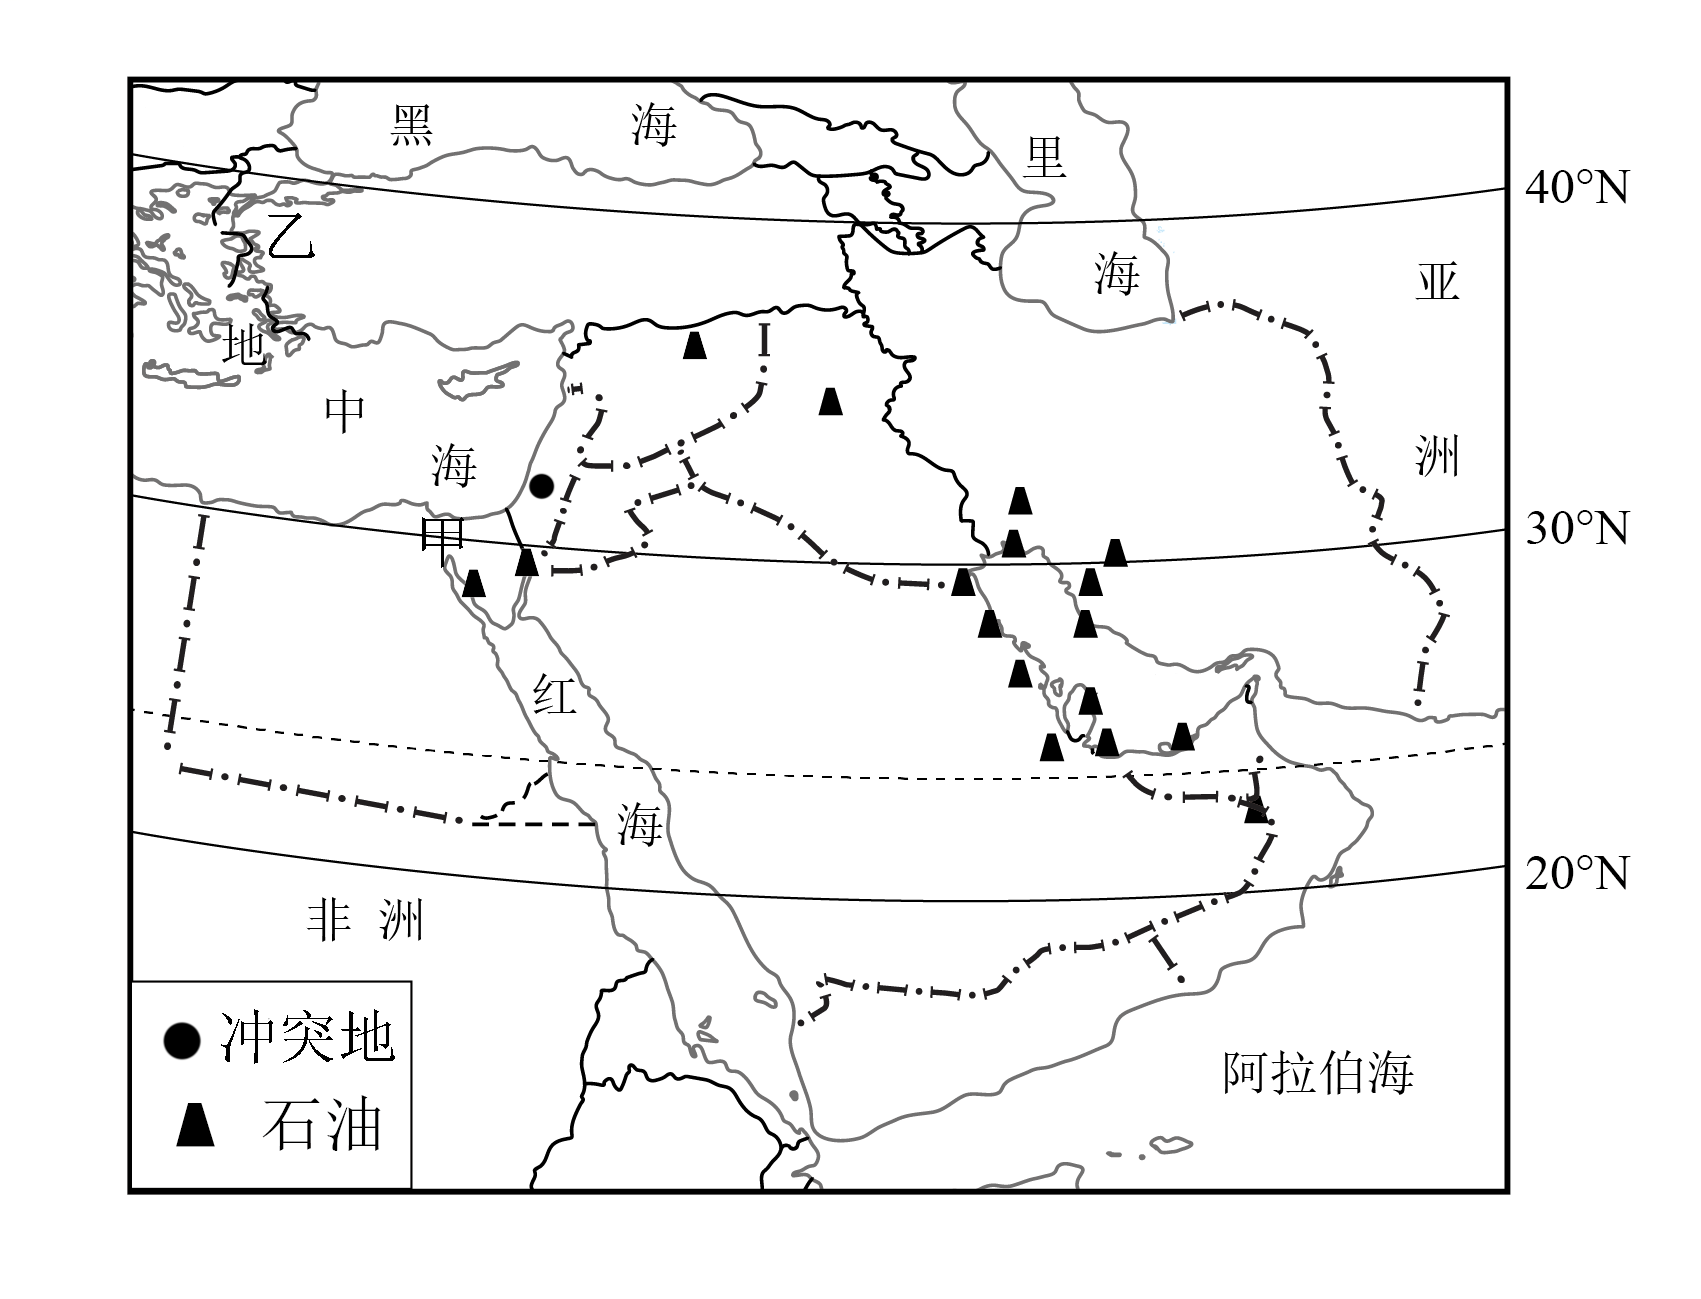 黑 海
里
海
40°N
乙
亚
地
中
海
洲
甲
30°N
红
海
20°N
非 洲
冲突地
石油
阿拉伯海